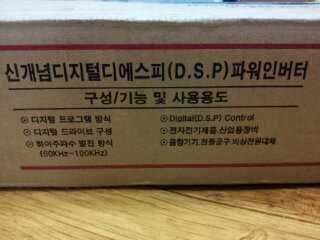 신개념디지털디에스피(D.S.P)파워인버터
구성/기능 및 사용용도
⊙ 디지털 프로그램 방식
⊙ 디지털 드라이브 구성
⊙ 하이주파수 발진 방식
(60KHz~100KHz)
⊙ Digital(D.S.P) Control
⊙ 전자전기제품.산업용장비
⊙ 음향기기.전동공구.비상전원대체